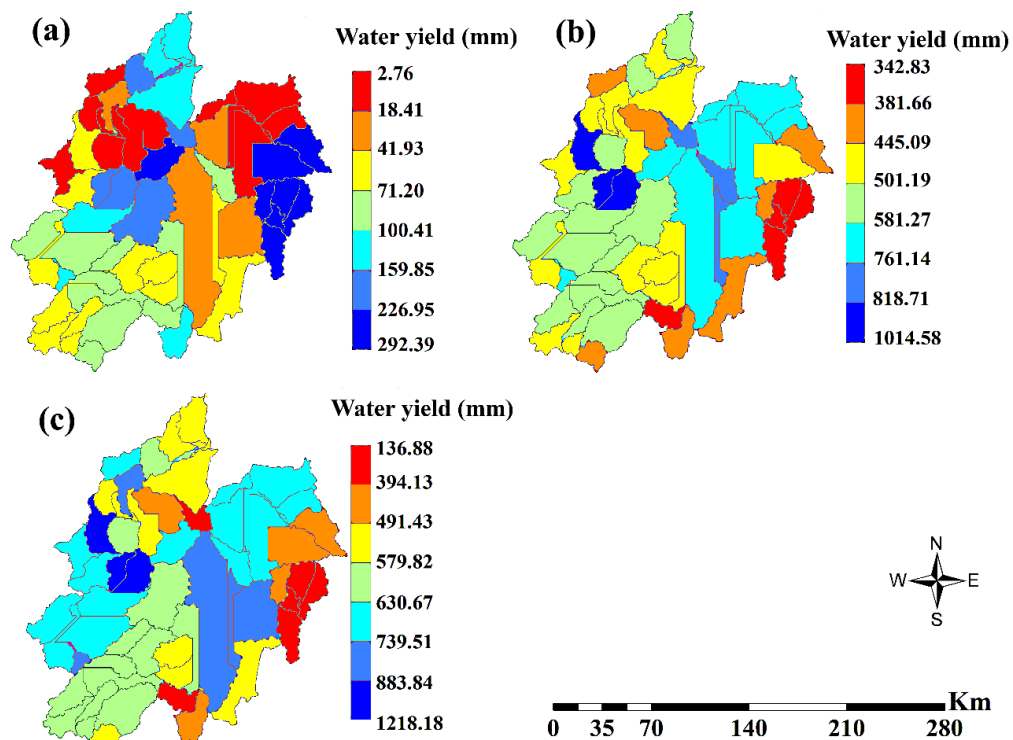 (a)
Water yield (mm)
2.76
18.41
41.93
71.20
100.41
159.85
226.95
292.39
(b)
Water yield (mm)
342.83
381.66
445.09
501.19
581.27
761.14
818.71
1014.58
(c)
Water yield (mm)
136.88
394.13
491.43
579.82
630.67
739.51
883.84
1218.18
N
W E
S
Km
0 35 70 140 210 280